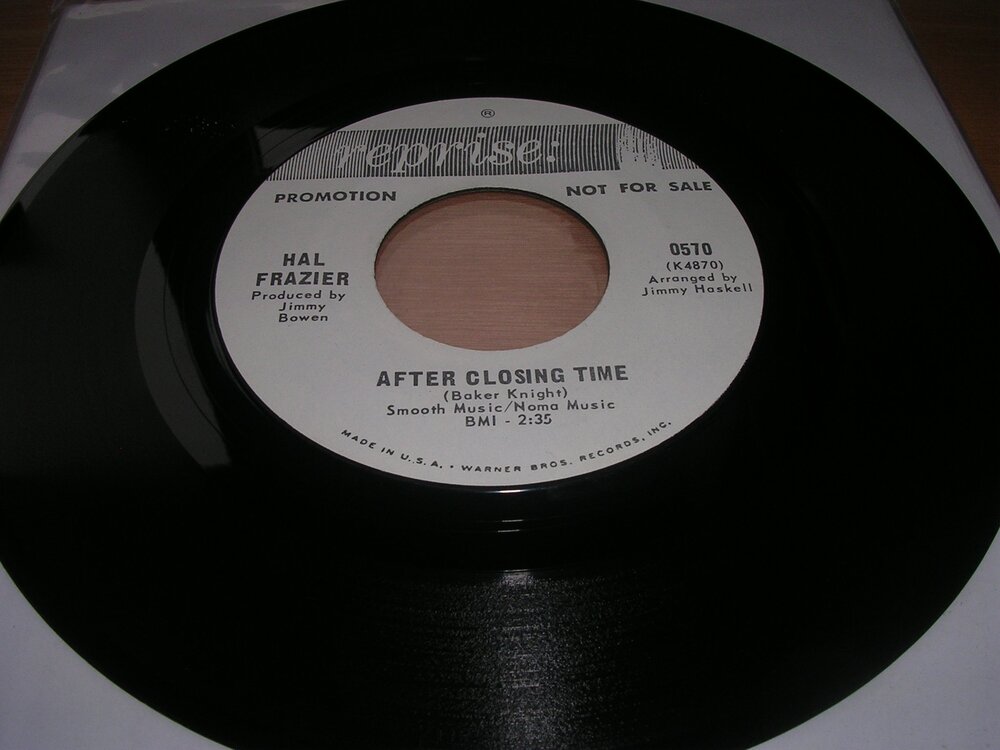 ®
reprise:
PROMOTION
NOT FOR SALE
HAL
FRAZIER
Produced by
Jimmy
Bowen
0570
(K4870)
Arranged by
Jimmy Haskell
AFTER CLOSING TIME
(Baker Knight)
Smooth Music/Noma Music
BMI - 2:35
MADE IN U.S.A. • WARNER BROS. RECORDS, INC.